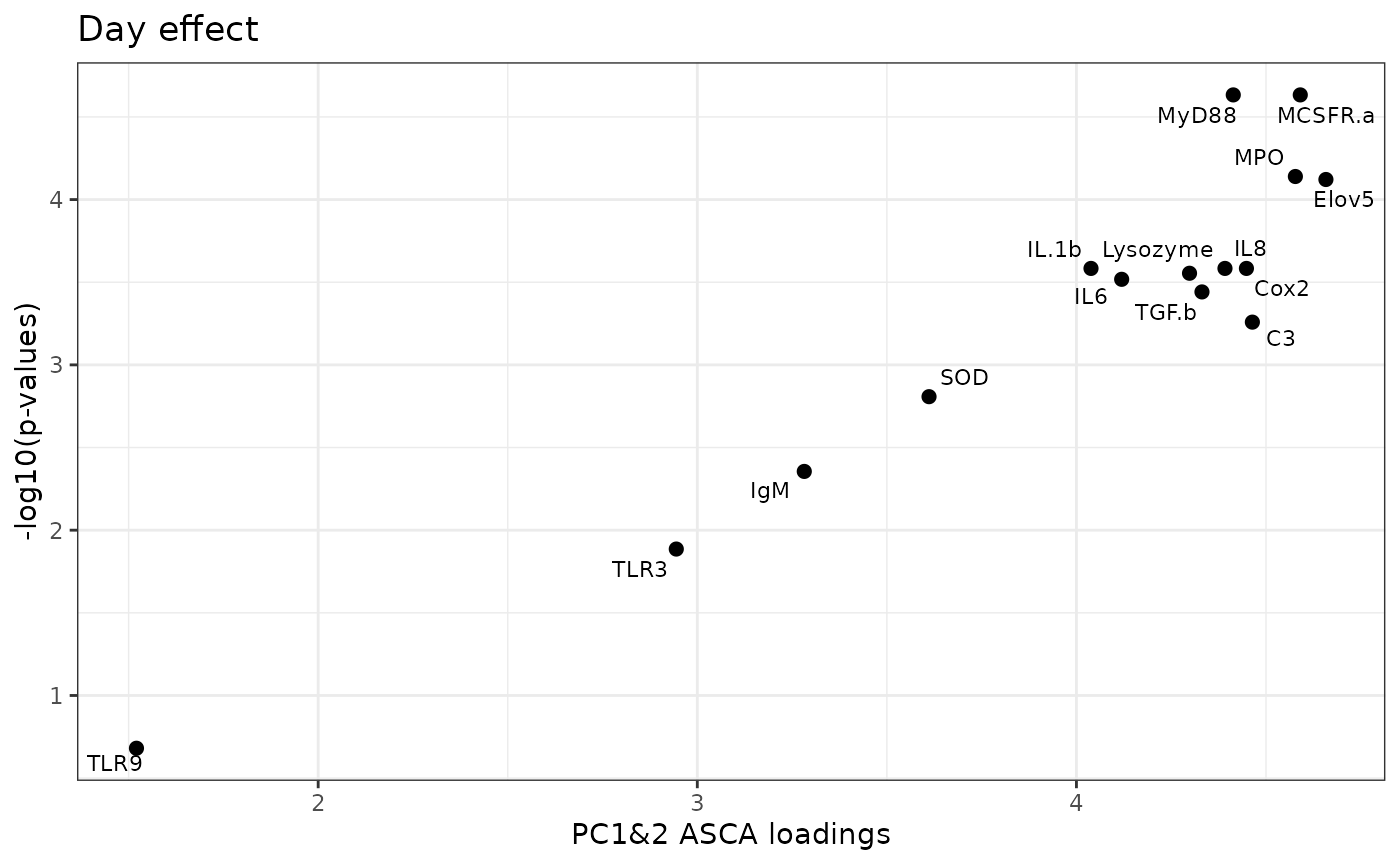 Day effect
-log10(p-values)
4
3
2
1
MyD88
MCSFR.a
MPO
Elov5
IL.1b
Lysozyme
IL8
IL6
Cox2
TGF.b
C3
SOD
IgM
TLR3
TLR9
2
3
4
PC1&2 ASCA loadings